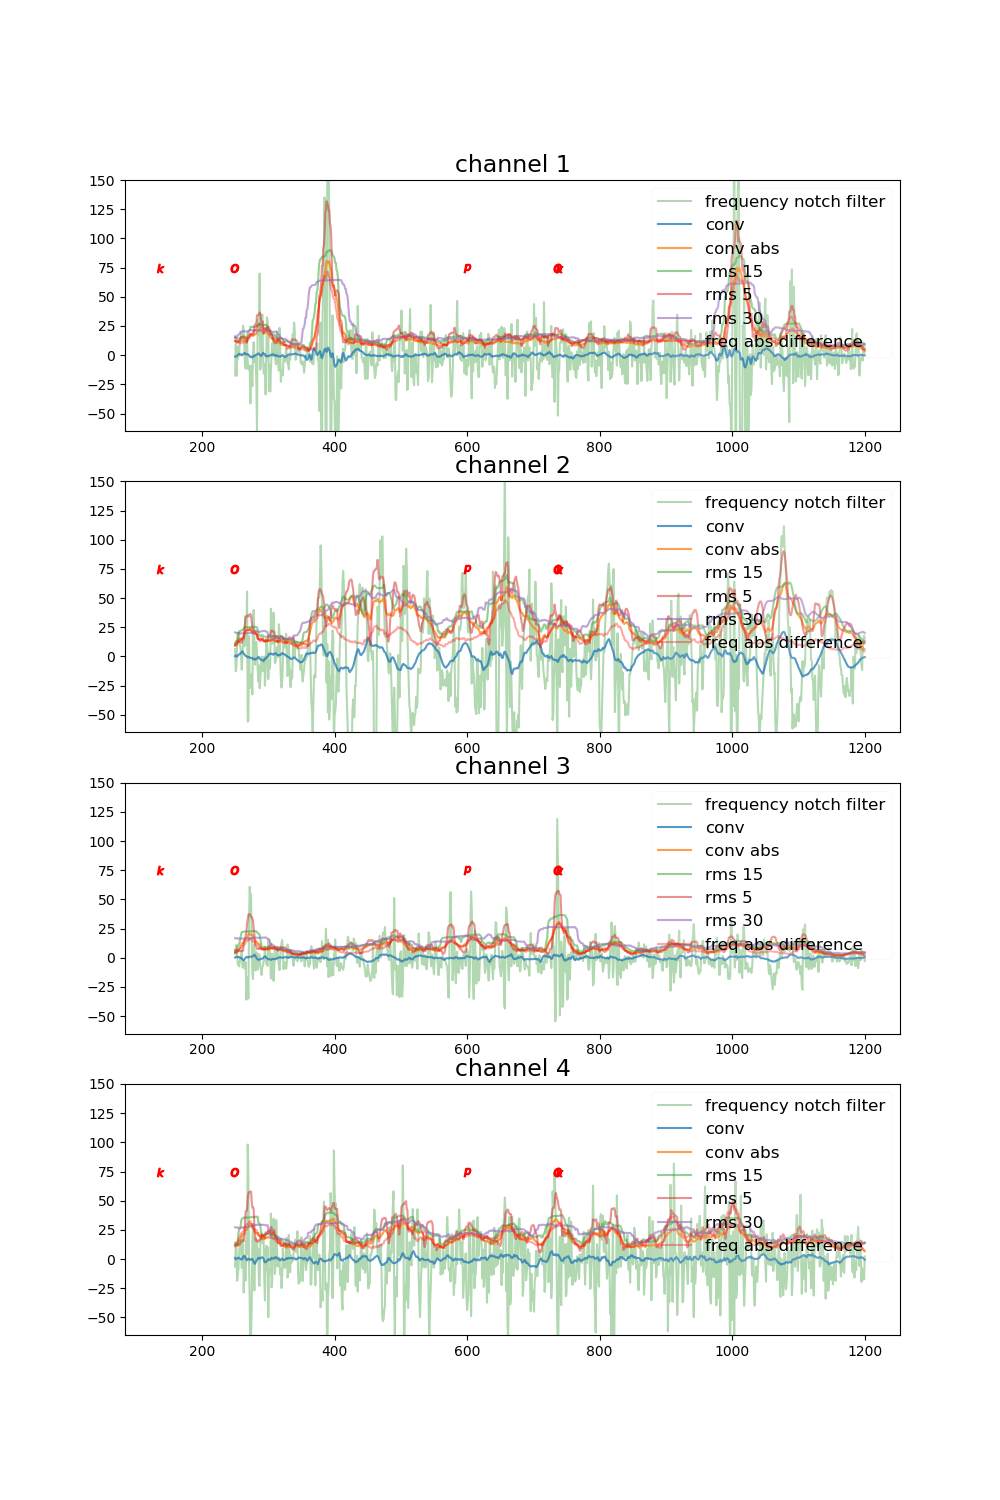 channel 1
150
125
100
75
50
25
0
−25
−50
k O p
frequency notch filter
conv
conv abs
rms 15
rms 5
rms 30
freq abs difference
200 400 600 800 1000 1200
channel 2
150
125
100
75
50
25
0
−25
−50
k O p
frequency notch filter
conv
conv abs
rms 15
rms 5
rms 30
freq abs difference
200 400 600 800 1000 1200
channel 3
150
125
100
75
50
25
0
−25
−50
k O p
frequency notch filter
conv
conv abs
rms 15
rms 5
rms 30
freq abs difference
200 400 600 800 1000 1200
channel 4
150
125
100
75
50
25
0
−25
−50
k O p
frequency notch filter
conv
conv abs
rms 15
rms 5
rms 30
freq abs difference
200 400 600 800 1000 1200